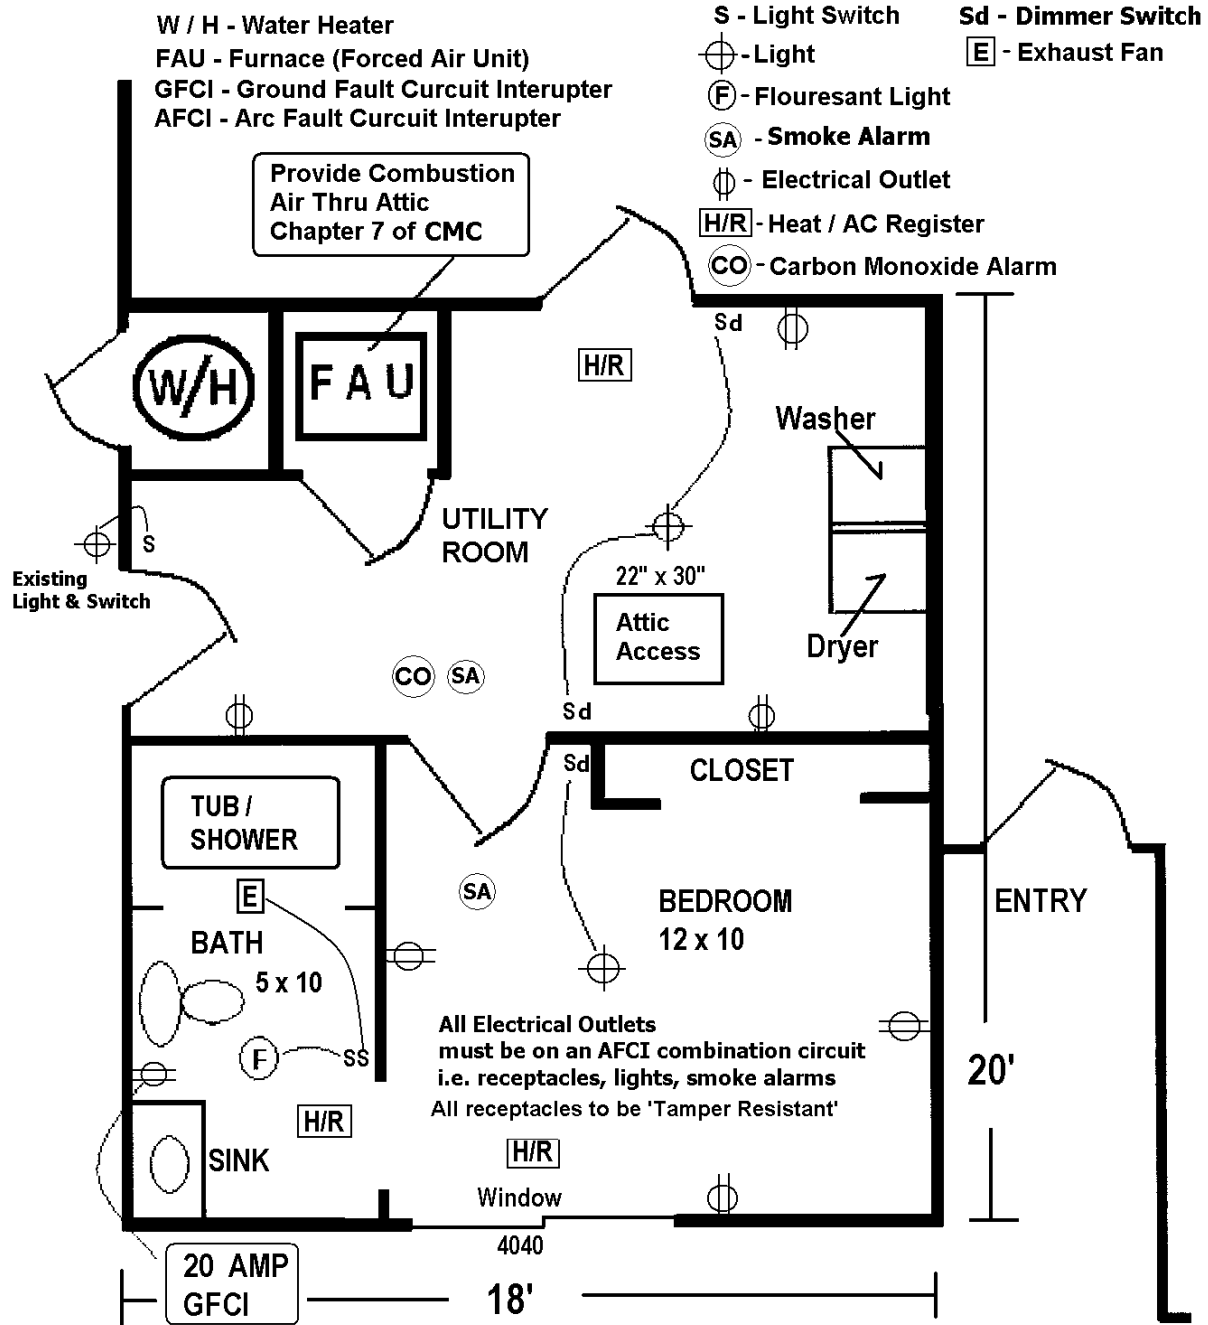 W / H - Water Heater
FAU - Furnace (Forced Air Unit)
GFCI - Ground Fault Curcuit Interupter
AFCI - Arc Fault Curcuit Interupter
S - Light Switch
Sd - Dimmer Switch
- Light
E - Exhaust Fan
F - Flouresant Light
SA - Smoke Alarm
- Electrical Outlet
H/R - Heat / AC Register
CO - Carbon Monoxide Alarm
Provide Combustion
Air Thru Attic
Chapter 7 of CMC
Sd
H/R
W/H
F A U
Washer
UTILITY
ROOM
S
Existing
Light & Switch
22" x 30"
Attic
Access
Dryer
CO
SA
Sd
Sd
CLOSET
TUB /
SHOWER
SA
E
BEDROOM
12 x 10
ENTRY
BATH
5 x 10
All Electrical Outlets
must be on an AFCI combination circuit
i.e. receptacles, lights, smoke alarms
All receptacles to be 'Tamper Resistant'
F
SS
20'
H/R
H/R
SINK
Window
4040
20 AMP
GFCI
18'